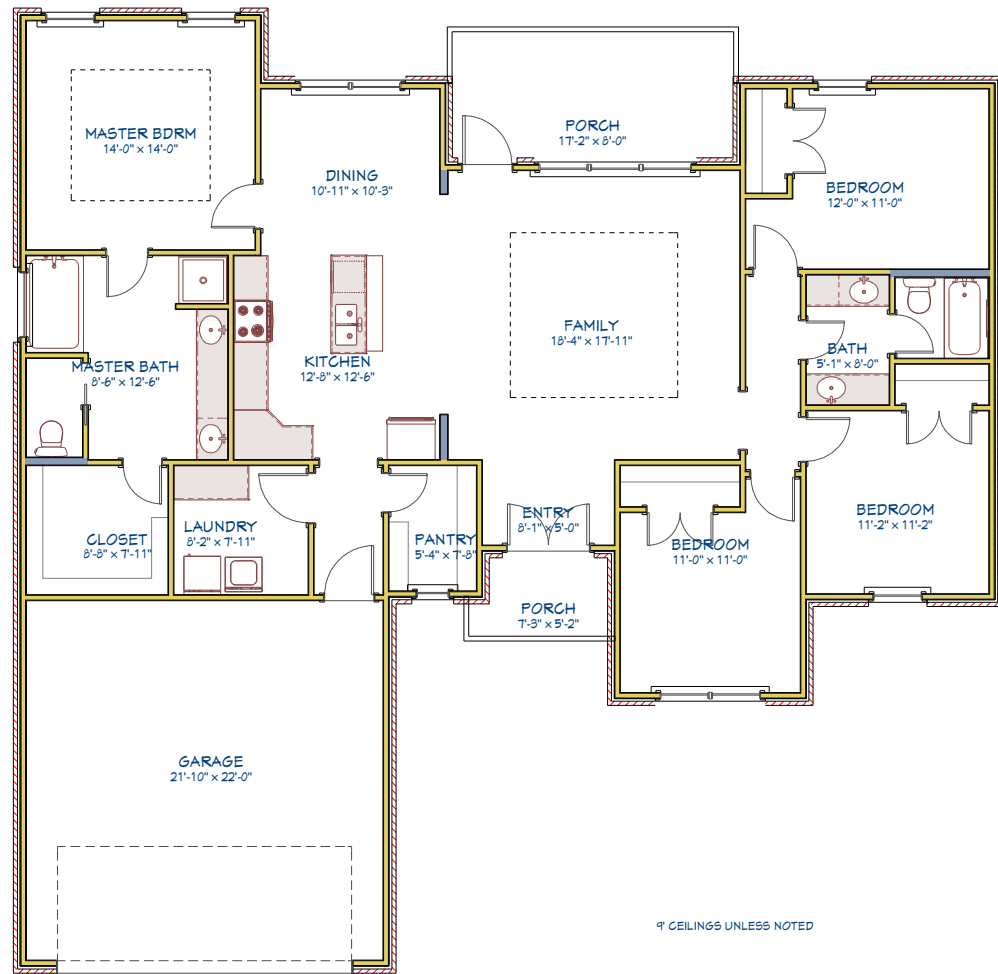 MASTER BDRM
14'-0" x 14'-0"
DINING
10'-11" x 10'-3"
PORCH
17'-2" x 8'-0"
BEDROOM
12'-0" x 11'-0"
FAMILY
18'-4" x 17'-11"
KITCHEN
12'-8" x 12'-6"
MASTER BATH
8'-6" x 12'-6"
BATH
5'-1" x 8'-0"
CLOSET
8'-8" x 7'-11"
LAUNDRY
8'-2" x 7'-11"
PANTRY
5'-4" x 7'-8"
ENTRY
8'-1" x 5'-0"
BEDROOM
11'-0" x 11'-0"
BEDROOM
11'-2" x 11'-2"
PORCH
7'-3" x 5'-2"
GARAGE
21'-10" x 22'-0"
9' CEILINGS UNLESS NOTED